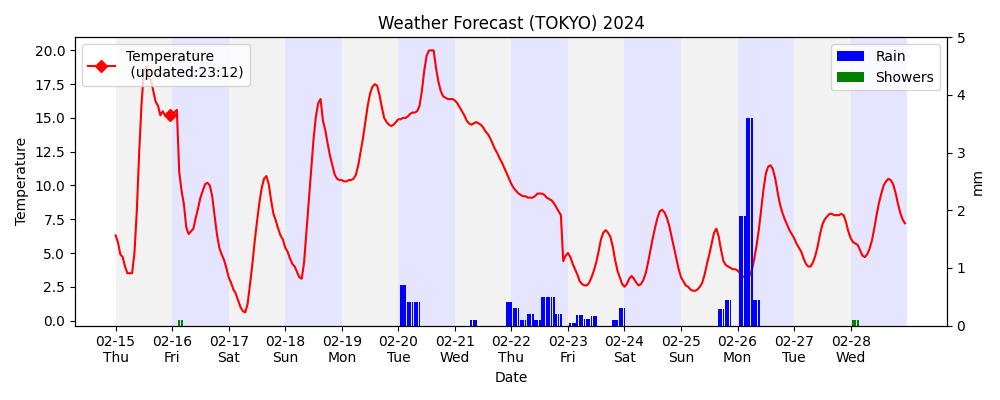 Weather Forecast (TOKYO) 2024
Temperature
(updated:23:12)
Rain
Showers
Temperature
20.0
17.5
15.0
12.5
10.0
7.5
5.0
2.5
0.0
5
4
3
2
1
0
mm
02-15 02-16 02-17 02-18 02-19 02-20 02-21 02-22 02-23 02-24 02-25 02-26 02-27 02-28
Thu Fri Sat Sun Mon Tue Wed Thu Fri Sat Sun Mon Tue Wed
Date